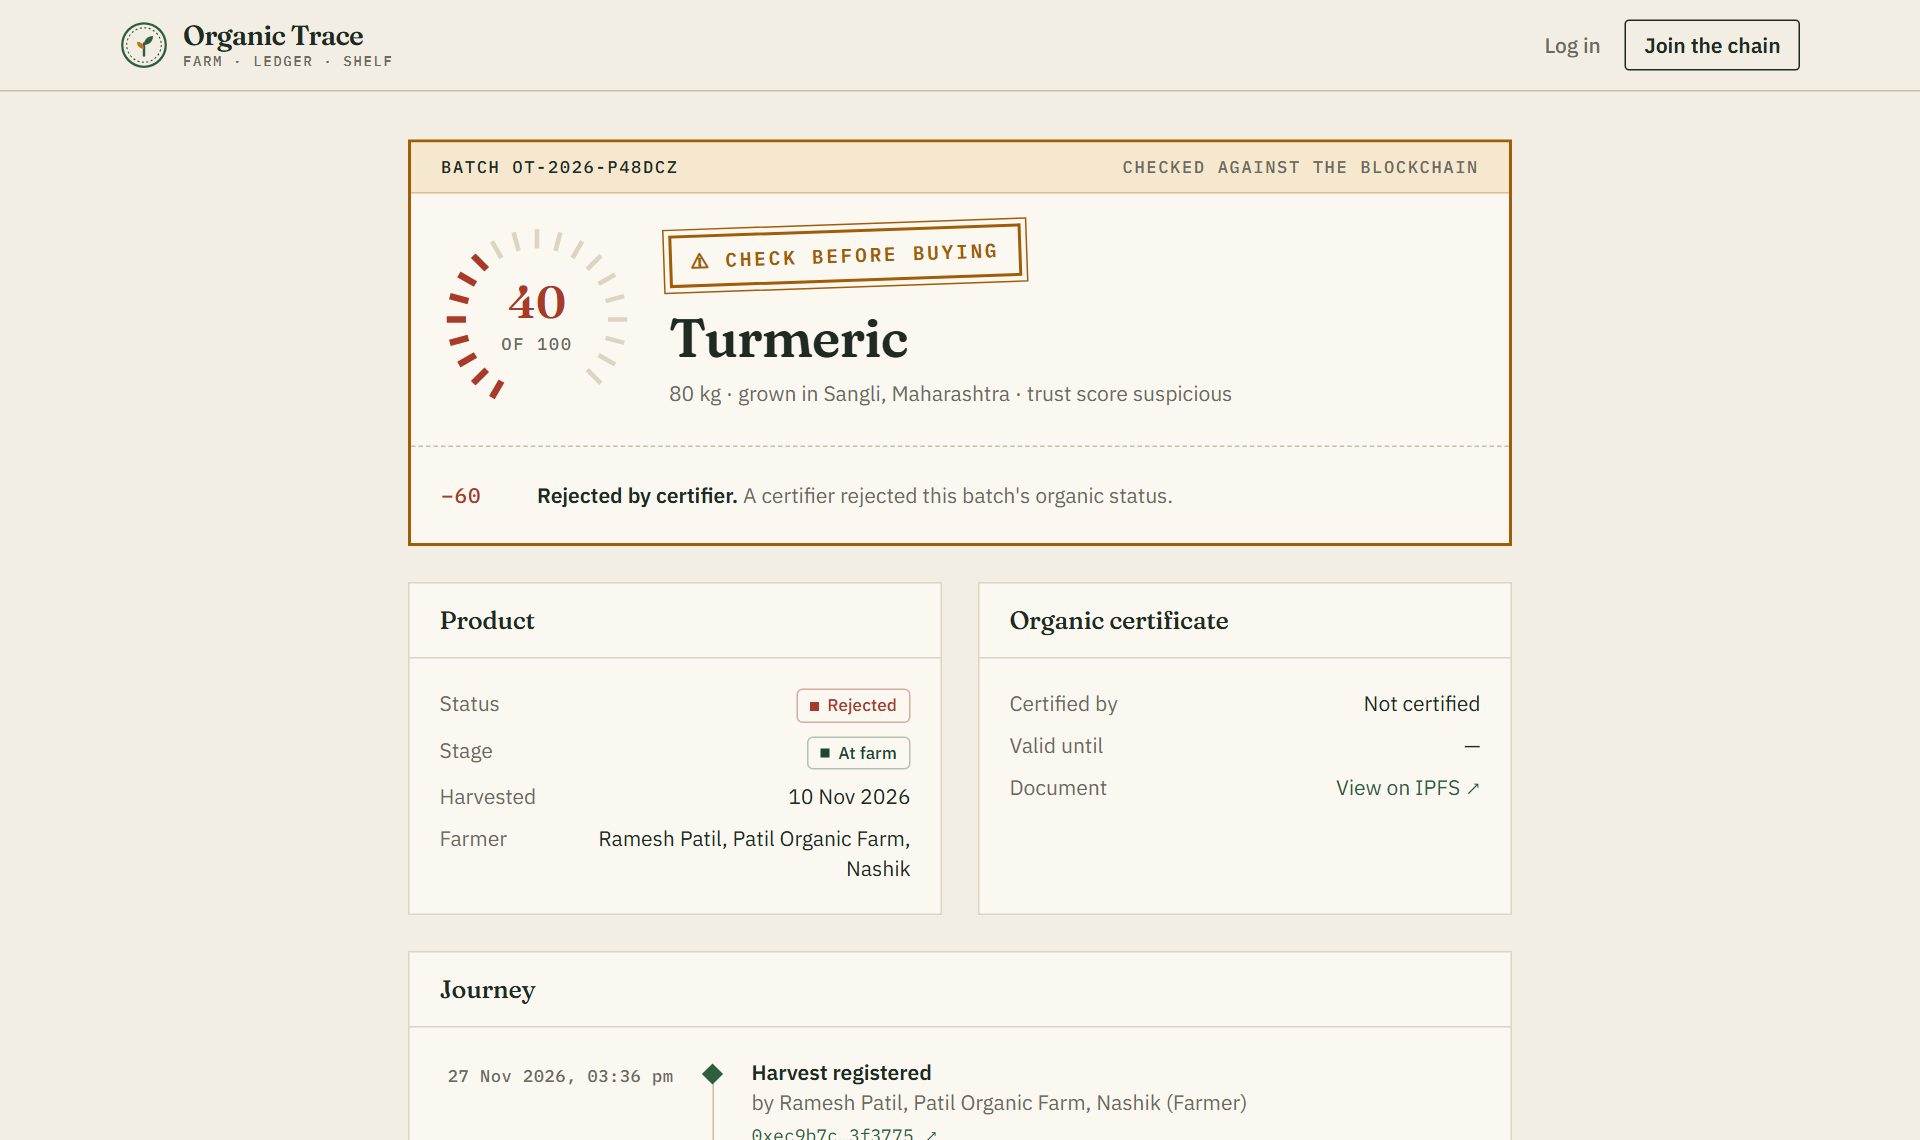 Organic Trace
FARM · LEDGER · SHELF
Log in
Join the chain
BATCH OT-2026-P48DCZ
CHECKED AGAINST THE BLOCKCHAIN
40
OF 100
⚠ CHECK BEFORE BUYING
Turmeric
80 kg · grown in Sangli, Maharashtra · trust score suspicious
−60
Rejected by certifier. A certifier rejected this batch's organic status.
Product
Status
Rejected
Stage
At farm
Harvested
10 Nov 2026
Farmer
Ramesh Patil, Patil Organic Farm,
Nashik
Organic certificate
Certified by
Not certified
Valid until
—
Document
View on IPFS ↗
Journey
27 Nov 2026, 03:36 pm
Harvest registered
by Ramesh Patil, Patil Organic Farm, Nashik (Farmer)
0xec9b7c…3f3775 ↗